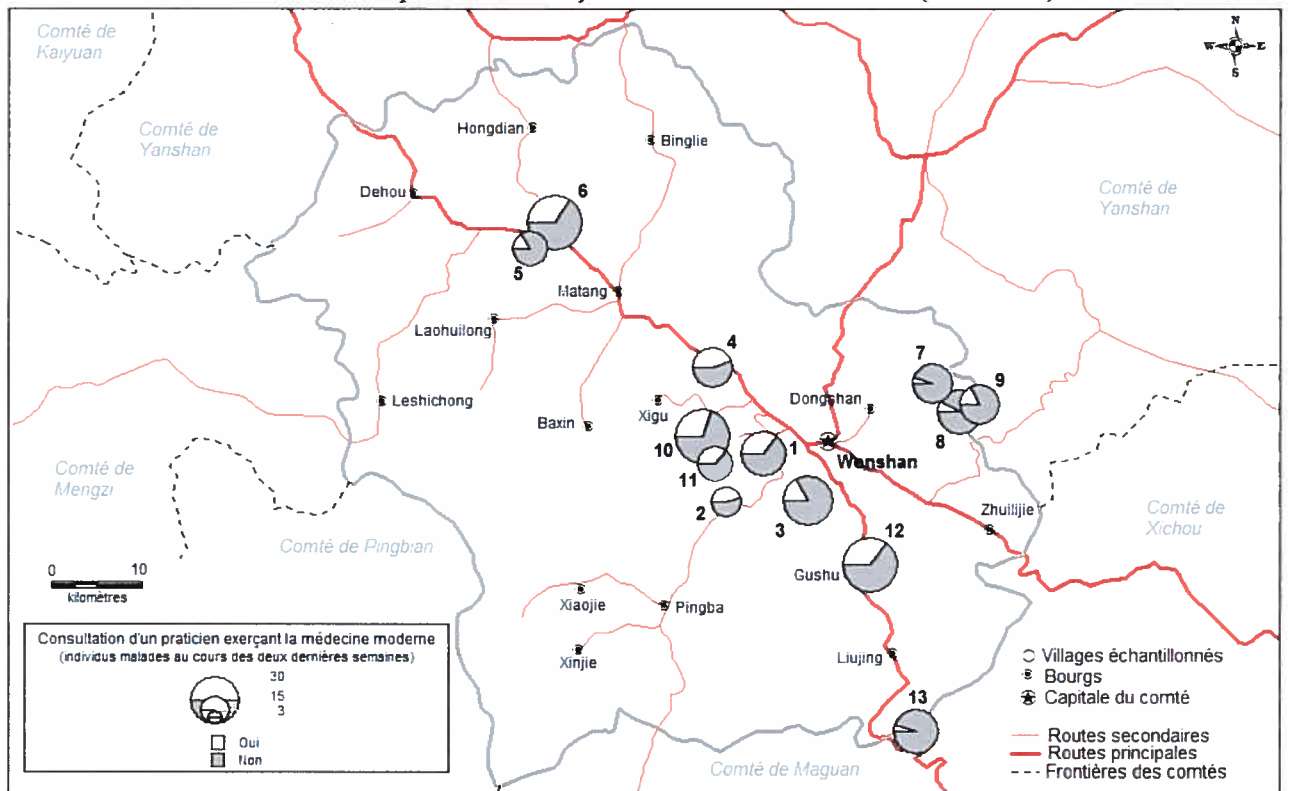 Comté de
Kaiyuan
N
W E
S
Comté de
Yanshan
Hongdian
Binglie
Comté de
Yanshan
Dehou
6
5
Matang
Laohuilong
4
7
9
Leshichong
Xigu
Dongshan
Baxin
8
10
1
Wenshan
11
Comté de
Mengzi
2
3
Zhuilijie
Comté de
Xichou
12
Comté de Pingbian
Gushu
0 10
kilomètres
Xiaojie
Pingba
Consultation d'un praticien exerçant la médecine moderne
(individus malades au cours des deux dernières semaines)
30
15
3
Oui
Non
Xinjie
Liujing
Villages échantillonnés
Bourgs
Capitale du comté
13
Routes secondaires
Routes principales
Frontières des comtés
Comté de Maguan